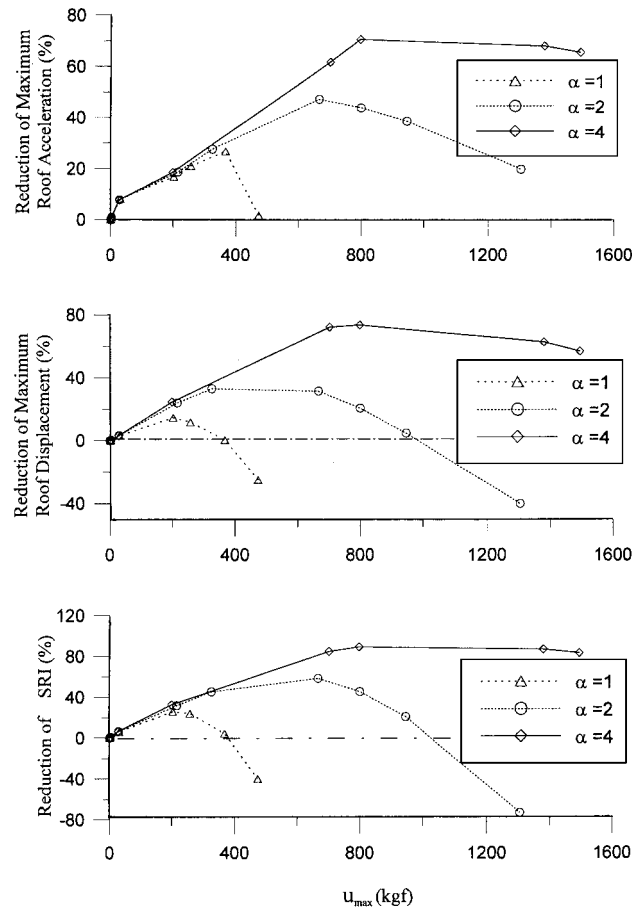 80
60
40
20
0
Reduction of Maximum
Roof Acceleration (%)
α =1
α =2
α =4
0
400
800
1200
1600
80
40
0
-40
Reduction of Maximum
Roof Displacement (%)
α =1
α =2
α =4
0
400
800
1200
1600
120
80
40
0
-40
-80
Reduction of SRI (%)
α =1
α =2
α =4
0
400
800
1200
1600
umax (kgf)